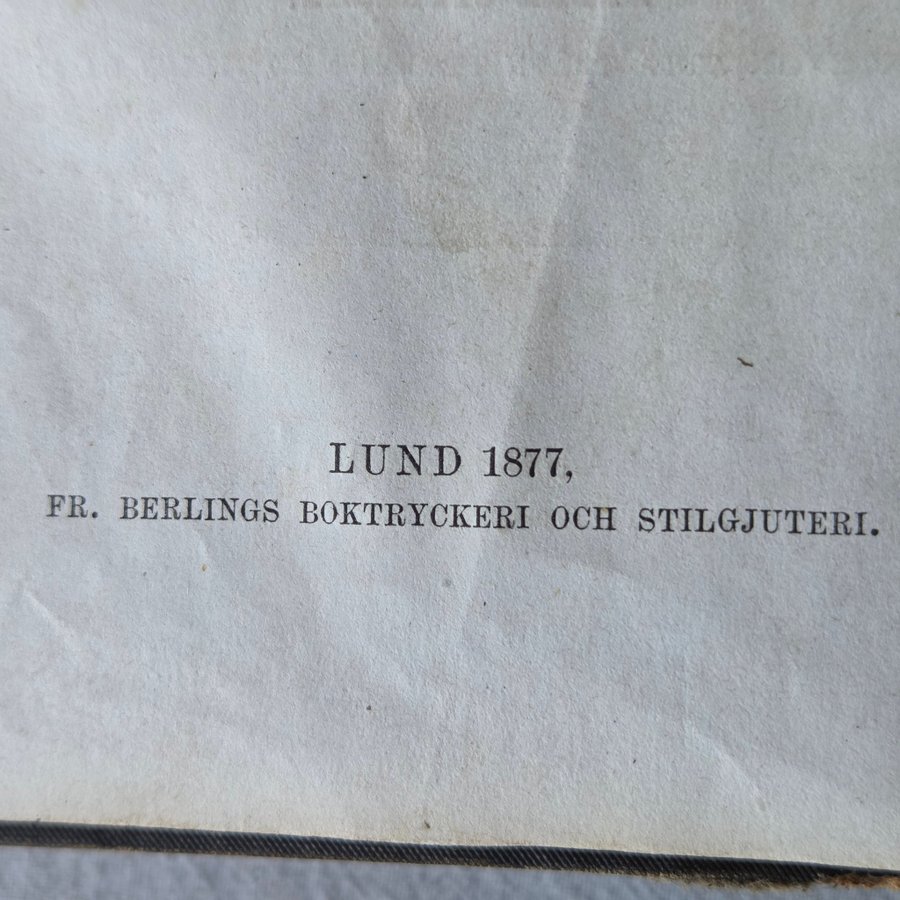 LUND 1877,
FR. BERLINGS BOKTRYCKERI OCH STILGJUTERI.